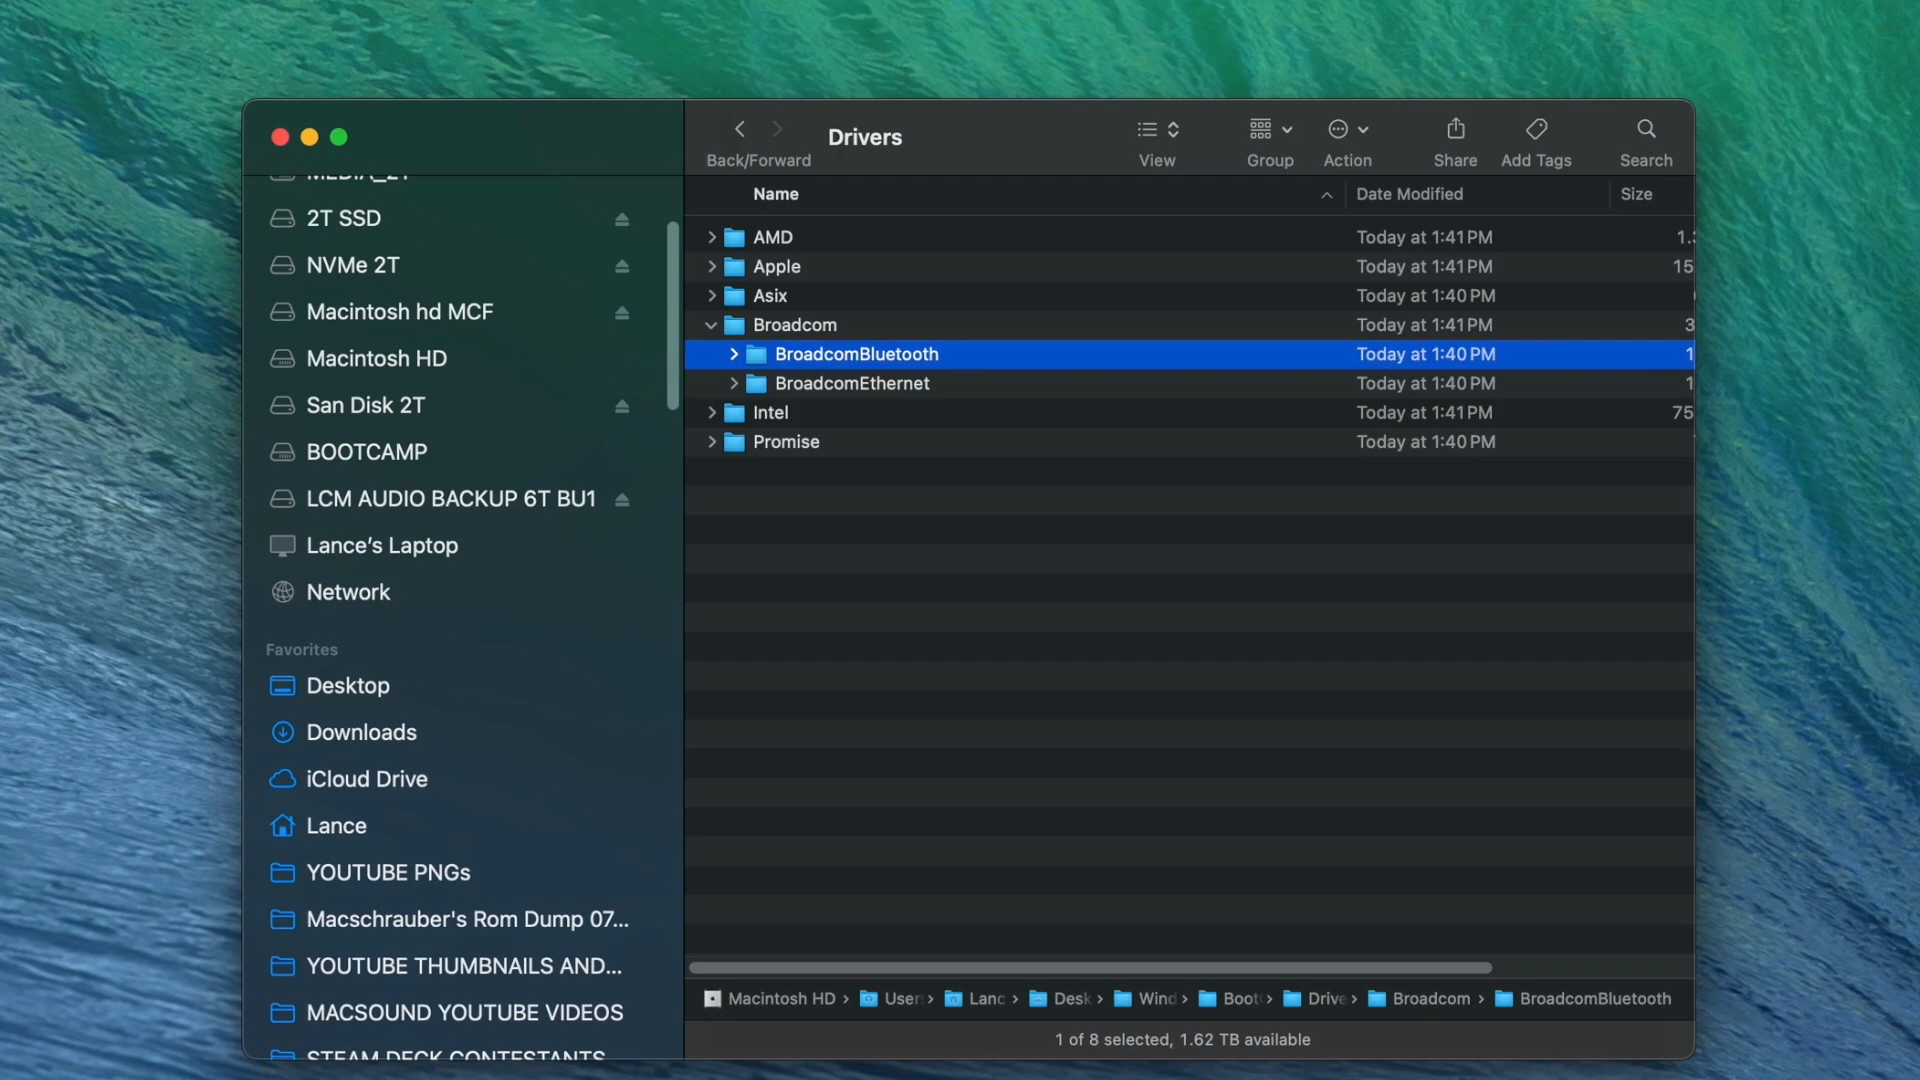 MEDIA_2T
2T SSD
NVMe 2T
Macintosh hd MCF
Macintosh HD
San Disk 2T
BOOTCAMP
LCM AUDIO BACKUP 6T BU1
Lance's Laptop
Network
Favorites
Desktop
Downloads
iCloud Drive
Lance
YOUTUBE PNGs
Macschrauber's Rom Dump 07...
YOUTUBE THUMBNAILS AND...
MACSOUND YOUTUBE VIDEOS
STEAM DECK CONTESTANTS
Back/Forward
Drivers
View
Group
Action
Share
Add Tags
Search
Name Date Modified Size
AMD Today at 1:41 PM 1.
Apple Today at 1:41 PM 15
Asix Today at 1:40 PM
Broadcom Today at 1:41 PM 3
BroadcomBluetooth Today at 1:40 PM 1
BroadcomEthernet Today at 1:40 PM 1
Intel Today at 1:41 PM 75
Promise Today at 1:40 PM
Macintosh HD › User › Lanc › Desk › Wind › Boot › Drive › Broadcom › BroadcomBluetooth
1 of 8 selected, 1.62 TB available